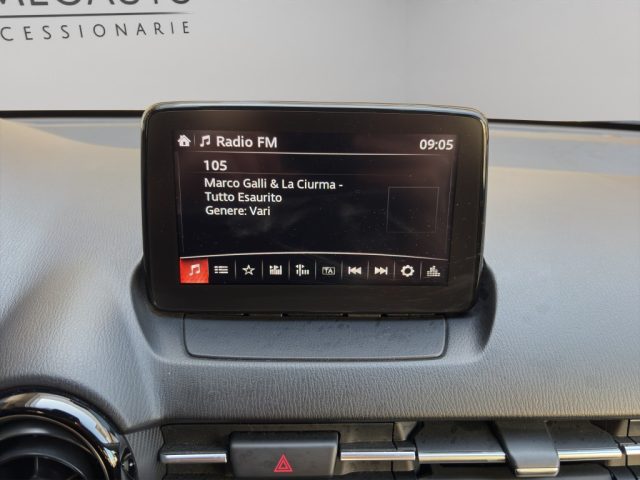 CESSIONARIE
Radio FM 09:05
105
Marco Galli & La Ciurma -
Tutto Esaurito
Genere: Vari
TA